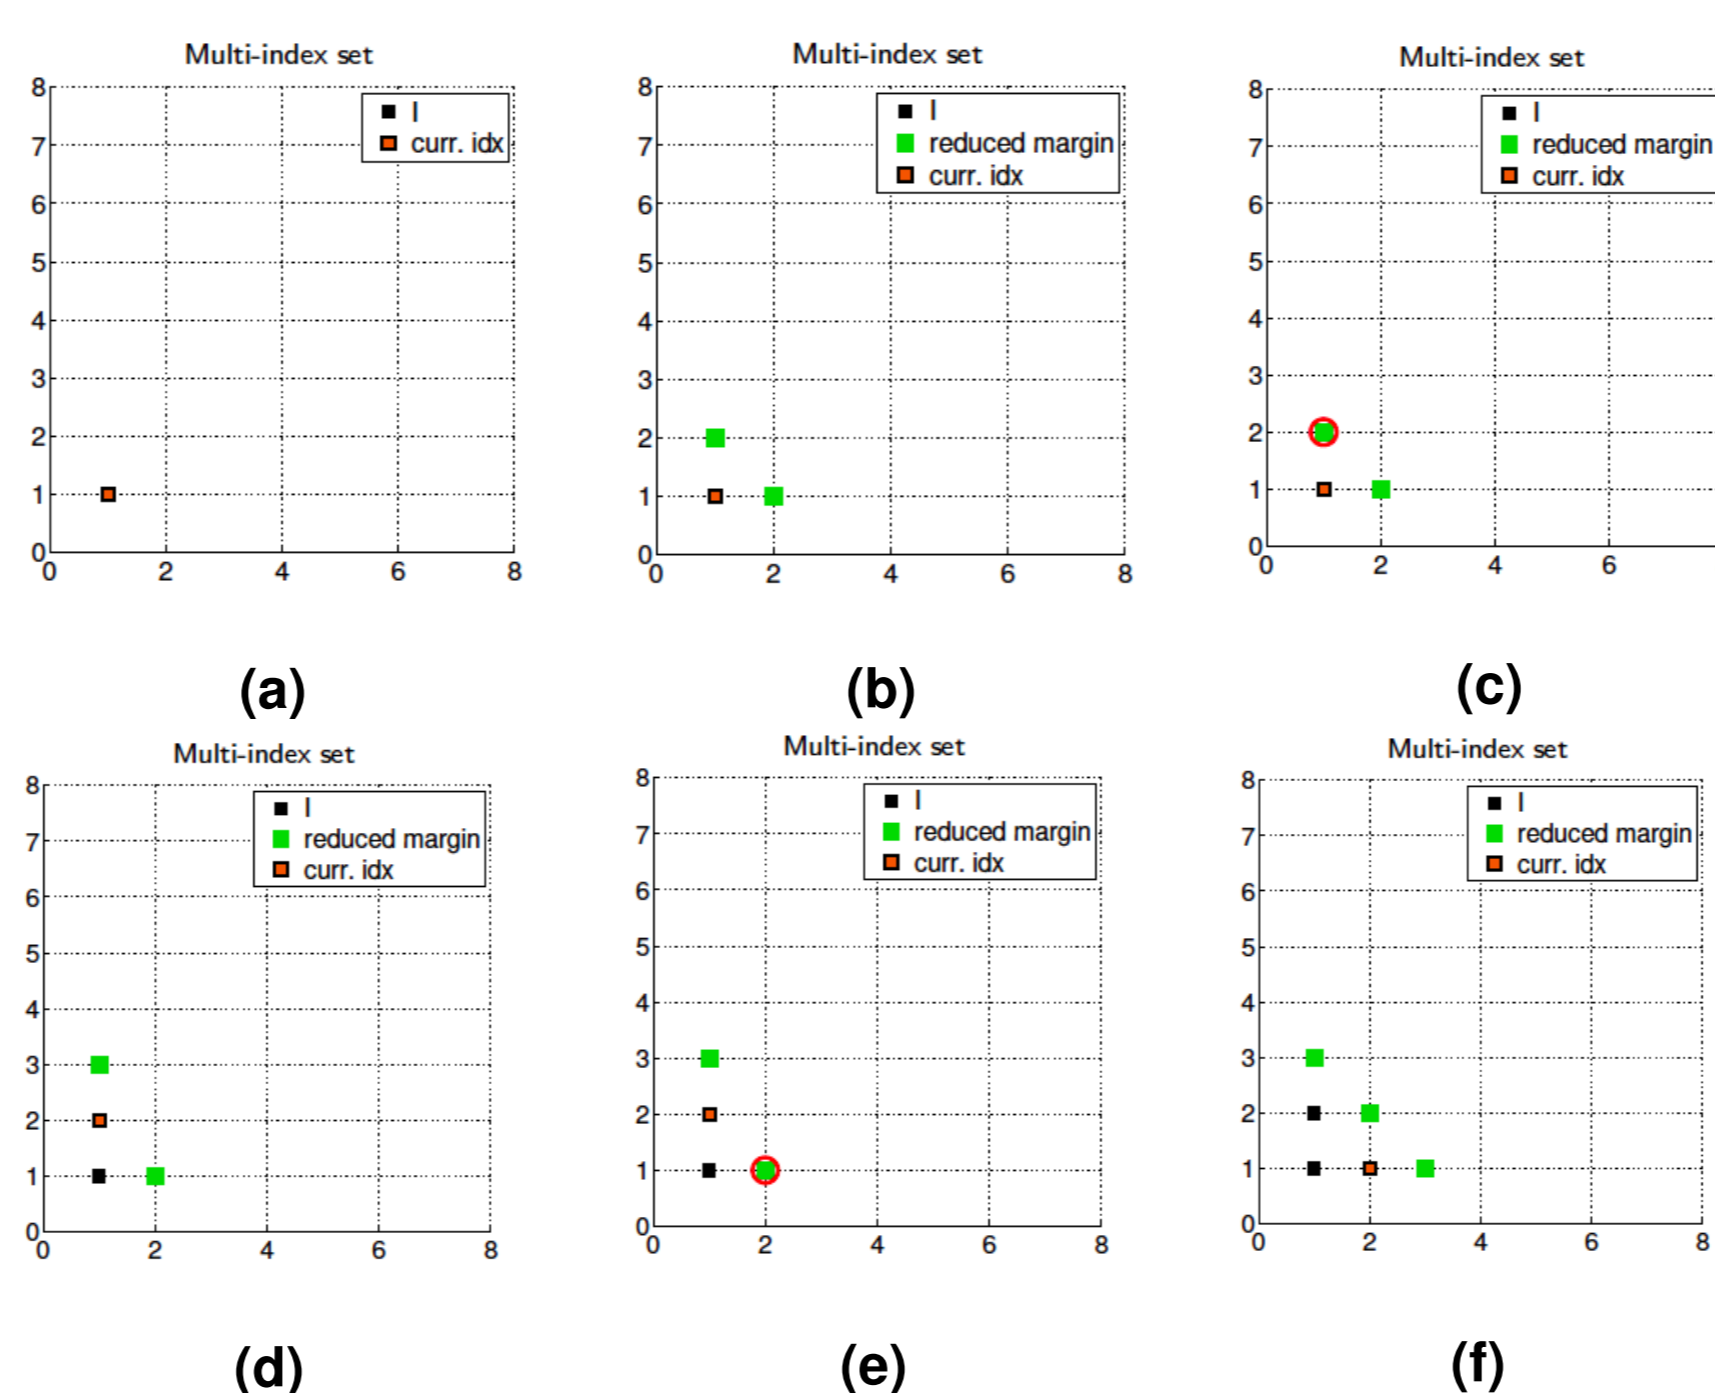 Multi-index set
8
7
6
5
4
3
2
1
0
0 2 4 6 8
I
curr. idx
(a)
Multi-index set
8
7
6
5
4
3
2
1
0
0 2 4 6 8
I
reduced margin
curr. idx
(b)
Multi-index set
8
7
6
5
4
3
2
1
0
0 2 4 6
I
reduced margin
curr. idx
(c)
Multi-index set
8
7
6
5
4
3
2
1
0
0 2 4 6 8
I
reduced margin
curr. idx
(d)
Multi-index set
8
7
6
5
4
3
2
1
0
0 2 4 6 8
I
reduced margin
curr. idx
(e)
Multi-index set
8
7
6
5
4
3
2
1
0
0 2 4 6 8
I
reduced margin
curr. idx
(f)